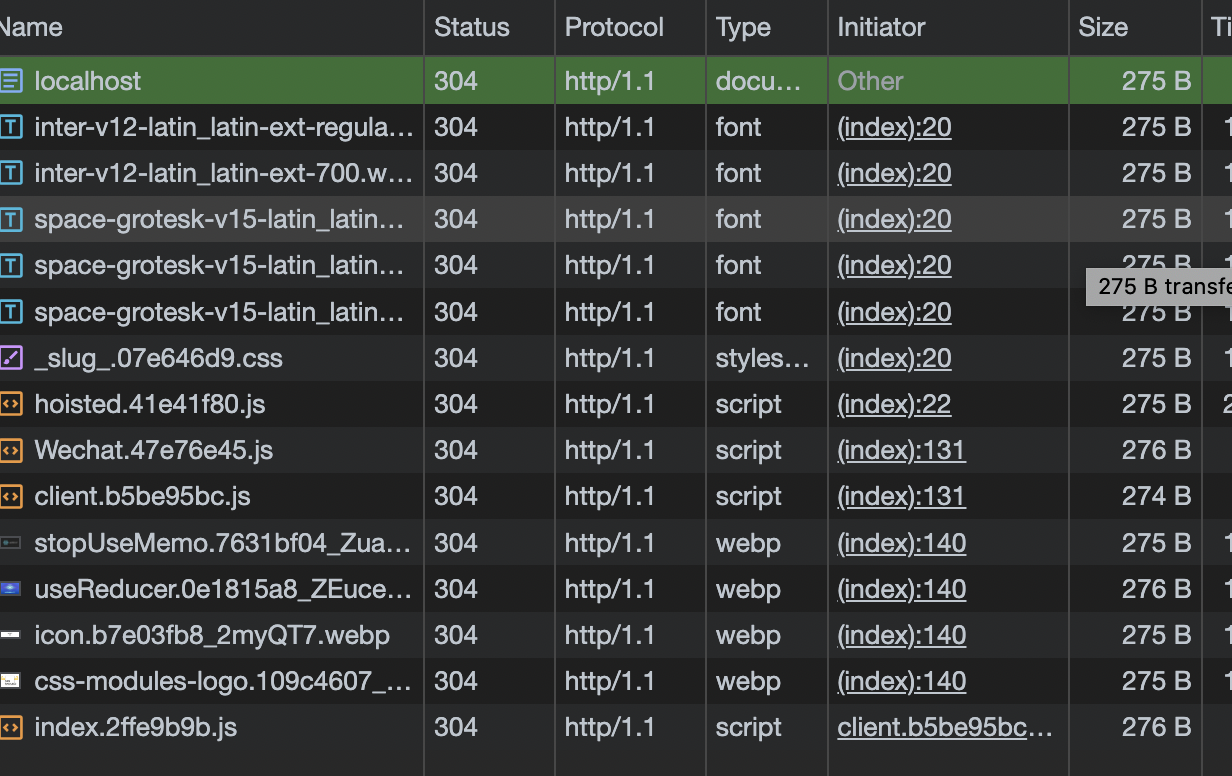 Name Status Protocol Type Initiator Size Ti
localhost 304 http/1.1 docu... Other 275 B
inter-v12-latin_latin-ext-regula... 304 http/1.1 font (index):20 275 B 1
inter-v12-latin_latin-ext-700.w... 304 http/1.1 font (index):20 275 B 1
space-grotesk-v15-latin_latin... 304 http/1.1 font (index):20 275 B 1
space-grotesk-v15-latin_latin... 304 http/1.1 font (index):20 275 B 1
275 B transfe
space-grotesk-v15-latin_latin... 304 http/1.1 font (index):20 275 B 1
_slug_.07e646d9.css 304 http/1.1 styles... (index):20 275 B 1
hoisted.41e41f80.js 304 http/1.1 script (index):22 275 B 2
Wechat.47e76e45.js 304 http/1.1 script (index):131 276 B
client.b5be95bc.js 304 http/1.1 script (index):131 274 B
stopUseMemo.7631bf04_Zua... 304 http/1.1 webp (index):140 275 B 1
useReducer.0e1815a8_ZEuce... 304 http/1.1 webp (index):140 276 B 1
icon.b7e03fb8_2myQT7.webp 304 http/1.1 webp (index):140 275 B 1
css-modules-logo.109c4607_... 304 http/1.1 webp (index):140 275 B 1
index.2ffe9b9b.js 304 http/1.1 script client.b5be95bc... 276 B